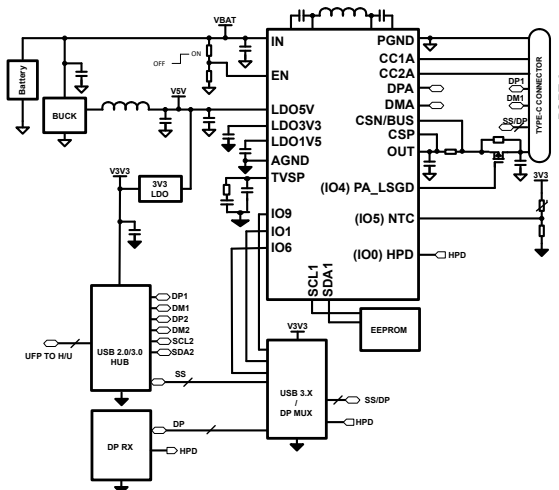 VBAT
IN
PGND
CC1A
CC2A
OFF
ON
EN
DPA
DMA
DP1
DM1
SS/DP
TYPE-C CONNECTOR
Battery
BUCK
V5V
LDO5V
CSN/BUS
CSP
OUT
LDO3V3
LDO1V5
AGND
TVSP
V3V3
3V3
LDO
(IO4) PA_LSGD
3V3
IO9
IO1
IO6
(IO5) NTC
(IO0) HPD
HPD
SCL1
SDA1
EEPROM
DP1
DM1
DP2
DM2
SCL2
SDA2
UFP TO H/U
USB 2.0/3.0
HUB
SS
V3V3
USB 3.X
/
DP MUX
SS/DP
HPD
DP RX
DP
HPD